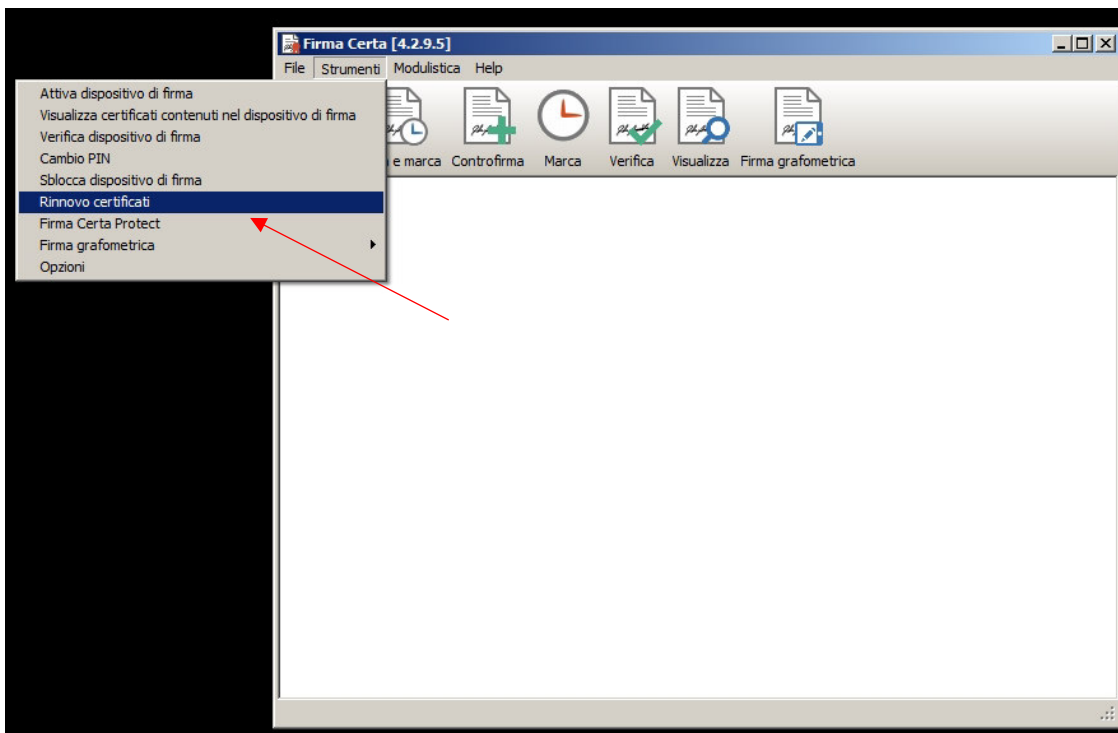 Firma Certa [4.2.9.5]
File Strumenti Modulistica Help
Attiva dispositivo di firma
Visualizza certificati contenuti nel dispositivo di firma
Verifica dispositivo di firma
Cambio PIN
Sblocca dispositivo di firma
Rinnovo certificati
Firma Certa Protect
Firma grafometrica
Opzioni
e marca Controfirma Marca Verifica Visualizza Firma grafometrica